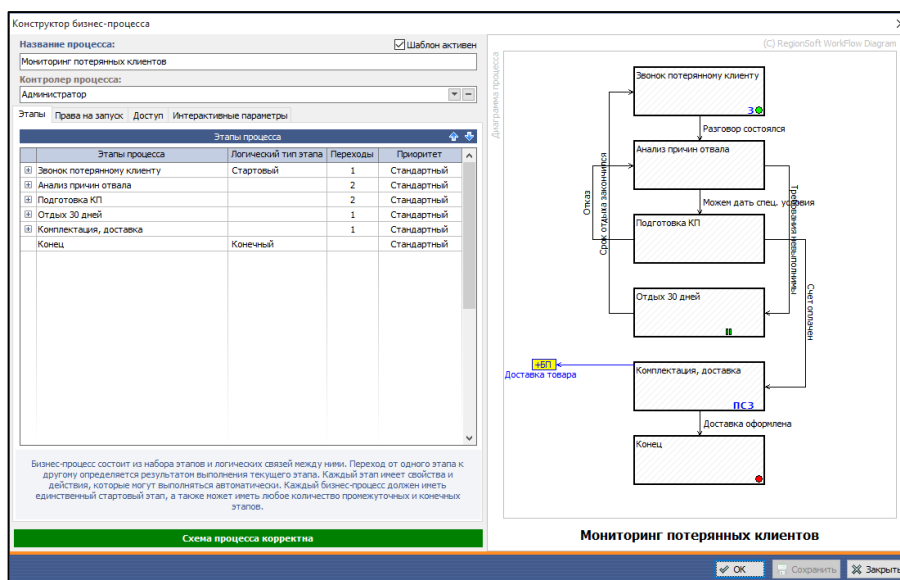 Конструктор бизнес-процесса
Название процесса:
Шаблон активен
Мониторинг потерянных клиентов
Контролер процесса:
Администратор
Этапы Права на запуск Доступ Интерактивные параметры
Этапы процесса
Этапы процесса Логический тип этапа Переходы Приоритет
Звонок потерянному клиенту Стартовый 1 Стандартный
Анализ причин отвала 2 Стандартный
Подготовка КП 2 Стандартный
Отдых 30 дней 1 Стандартный
Комплектация, доставка 1 Стандартный
Конец Конечный Стандартный
Бизнес-процесс состоит из набора этапов и логических связей между ними. Переход от одного этапа к
другому определяется результатом выполнения текущего этапа. Каждый этап имеет свойства и
действия, которые могут выполняться автоматически. Каждый бизнес-процесс должен иметь
единственный стартовый этап, а также может иметь любое количество промежуточных и конечных
этапов.
Схема процесса корректна
Диаграмма процесса
(C) RegionSoft WorkFlow Diagram
Звонок потерянному клиенту
З
Разговор состоялся
Анализ причин отвала
Можем дать спец. условия
Отказ
Срок отдыха закончился
Требования невыполнимы
Подготовка КП
Счет оплачен
Отдых 30 дней
+БП
Доставка товара
Комплектация, доставка
ПСЗ
Доставка оформлена
Конец
Мониторинг потерянных клиентов
OK
Сохранить
Закрыть